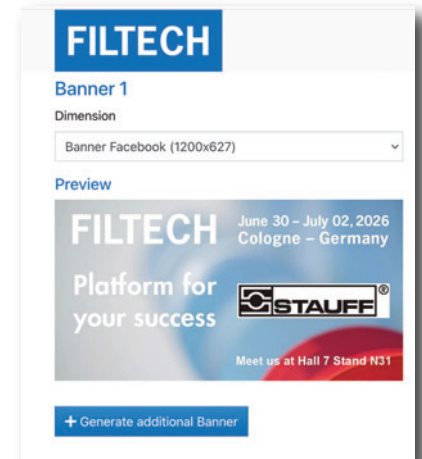 FILTECH
Banner 1
Dimension
Banner Facebook (1200x627)
Preview
FILTECH
June 30 – July 02, 2026
Cologne – Germany
Platform for
your success
STAUFF®
Meet us at Hall 7 Stand N31
+ Generate additional Banner